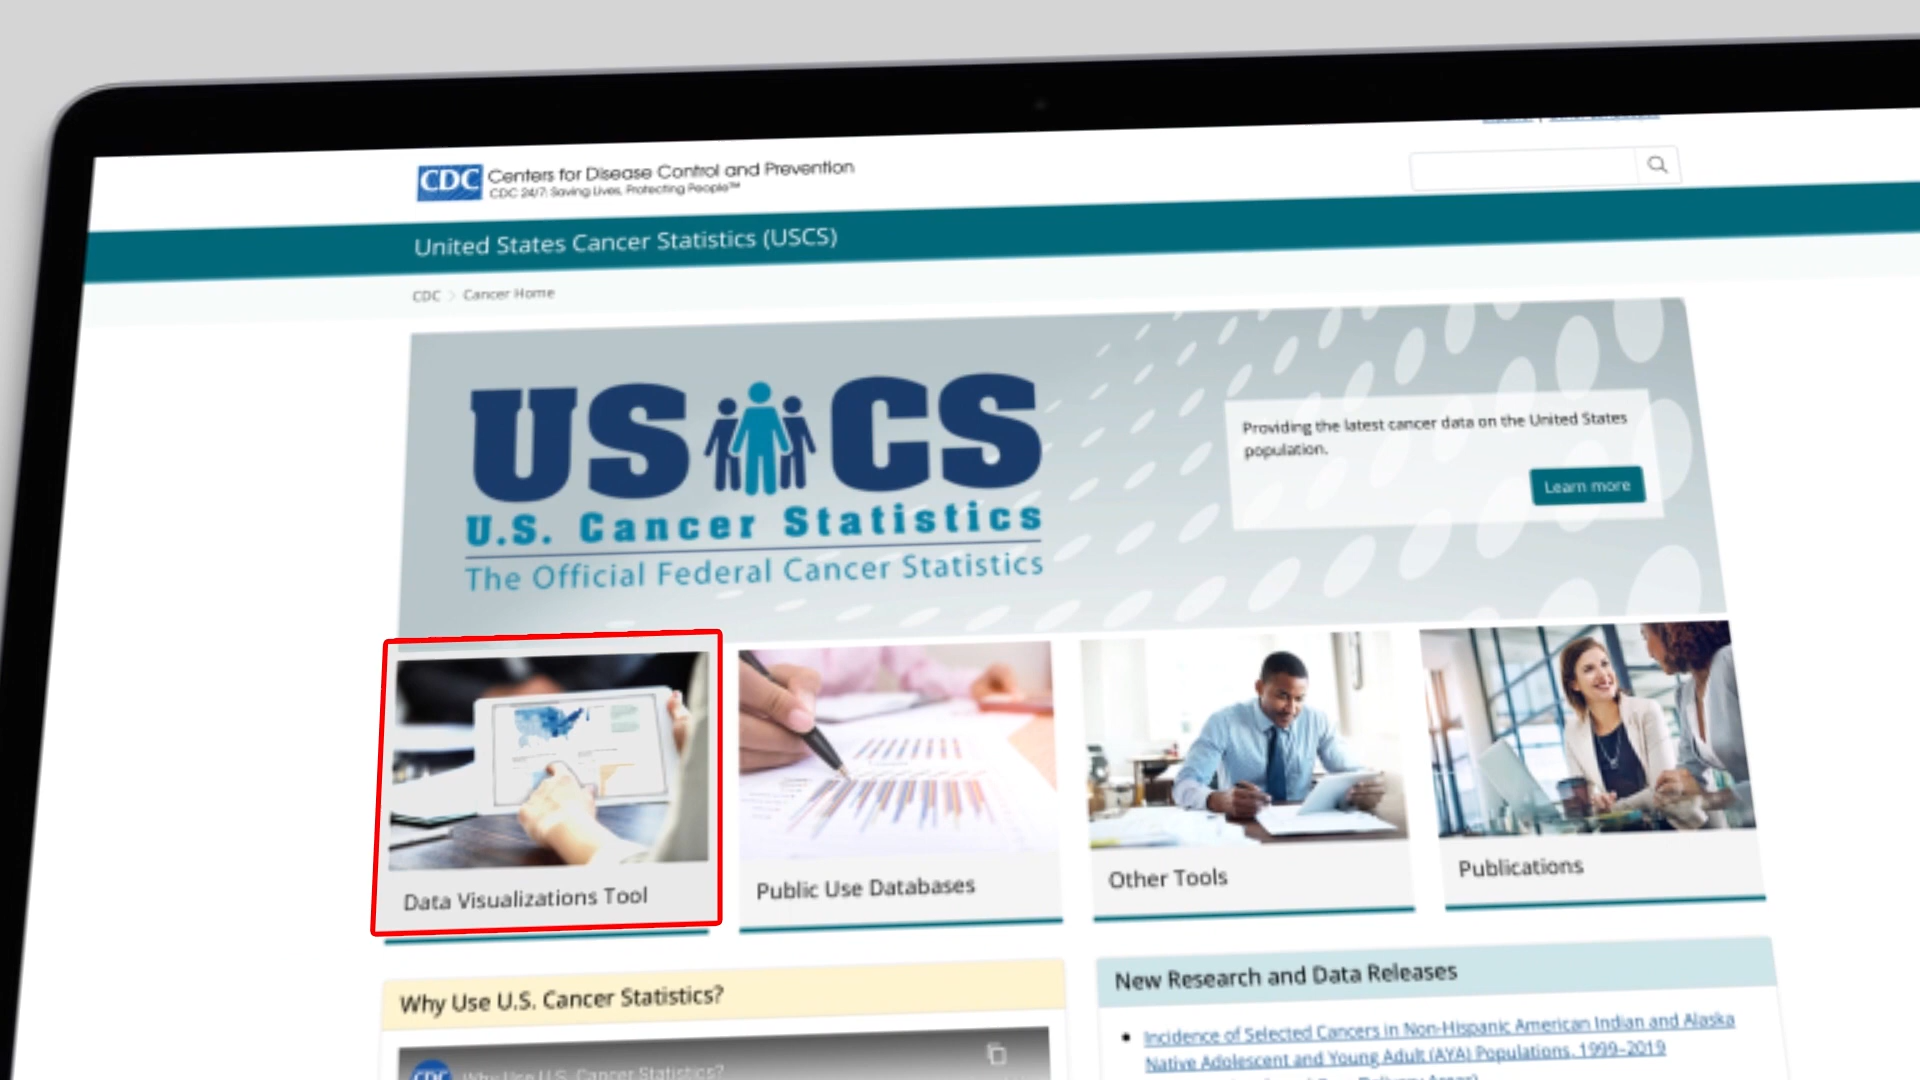 CDC Centers for Disease Control and Prevention
CDC 24/7: Saving Lives, Protecting People™
United States Cancer Statistics (USCS)
CDC > Cancer Home
USCS
U.S. Cancer Statistics
The Official Federal Cancer Statistics
Providing the latest cancer data on the United States
population.
Learn more
Data Visualizations Tool
Public Use Databases
Other Tools
Publications
Why Use U.S. Cancer Statistics?
New Research and Data Releases
Incidence of Selected Cancers in Non-Hispanic American Indian and Alaska
Native Adolescent and Young Adult (AYA) Populations, 1999–2019
CDC Why Use U.S. Cancer Statistics?